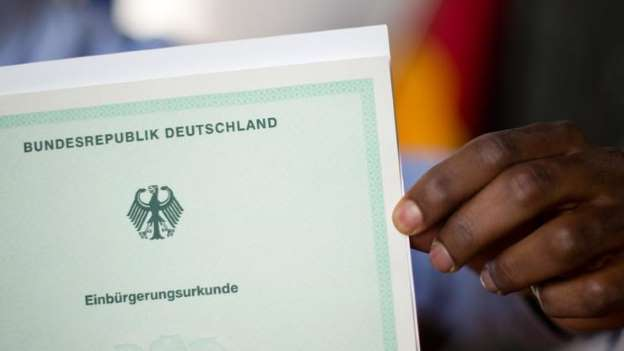 BUNDESREPUBLIK DEUTSCHLAND
Einbürgerungsurkunde